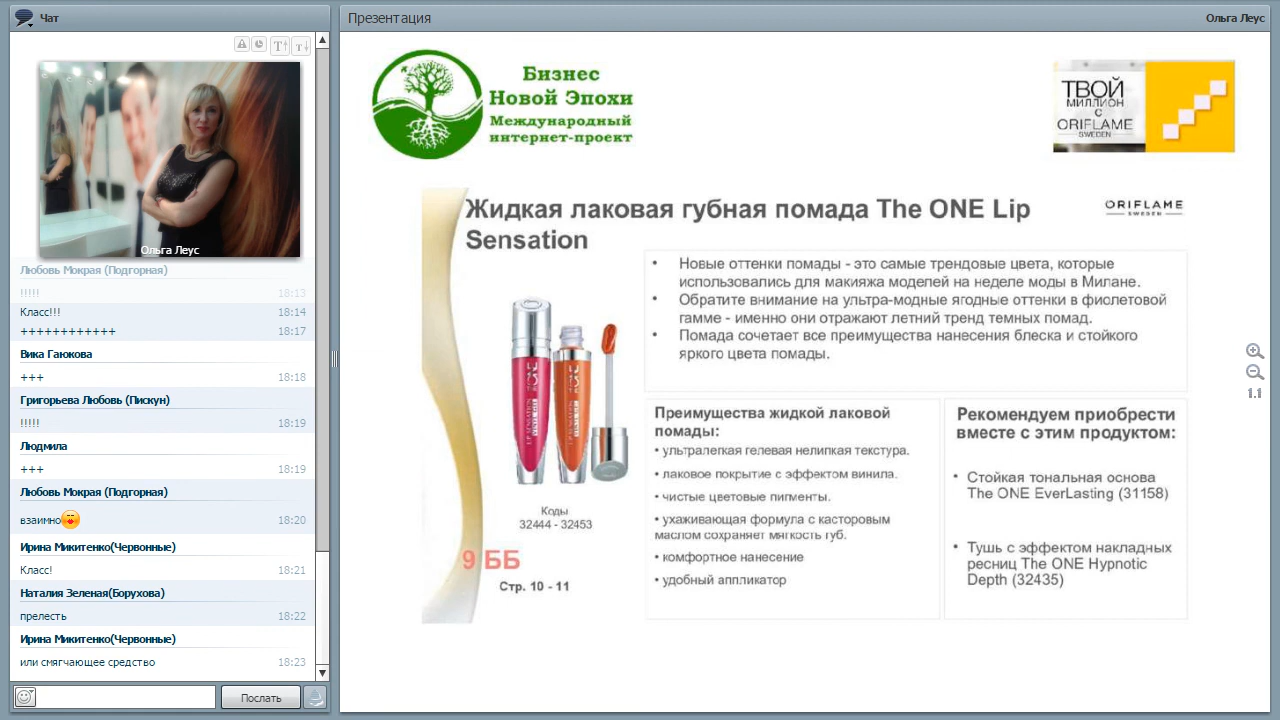 Чат
Ольга Леус
Любовь Мокрая (Подгорная)
!!!!! 18:13
Класс!!! 18:14
++++++++++++ 18:17
Вика Гаюкова
+++ 18:18
Григорьева Любовь (Пискун)
!!!!! 18:19
Людмила
+++ 18:19
Любовь Мокрая (Подгорная)
взаимно 18:20
Ирина Микитенко(Червонные)
Класс! 18:21
Наталия Зеленая(Борухова)
прелесть 18:22
Ирина Микитенко(Червонные)
или смягчающее средство 18:23
Послать
Презентация
Ольга Леус
Бизнес
Новой Эпохи
Международный
интернет-проект
ТВОЙ
МИЛЛИОН
С
ORIFLAME
SWEDEN
Жидкая лаковая губная помада The ONE Lip
Sensation
ORIFLAME
SWEDEN
• Новые оттенки помады - это самые трендовые цвета, которые
использовались для макияжа моделей на неделе моды в Милане.
• Обратите внимание на ультра-модные ягодные оттенки в фиолетовой
гамме - именно они отражают летний тренд темных помад.
• Помада сочетает все преимущества нанесения блеска и стойкого
яркого цвета помады.
Коды
32444 - 32453
9 ББ
Стр. 10 - 11
Преимущества жидкой лаковой
помады:
• ультралегкая гелевая нелипкая текстура.
• лаковое покрытие с эффектом винила.
• чистые цветовые пигменты.
• ухаживающая формула с касторовым
маслом сохраняет мягкость губ.
• комфортное нанесение
• удобный аппликатор
Рекомендуем приобрести
вместе с этим продуктом:
• Стойкая тональная основа
The ONE EverLasting (31158)
• Тушь с эффектом накладных
ресниц The ONE Hypnotic
Depth (32435)
1.1